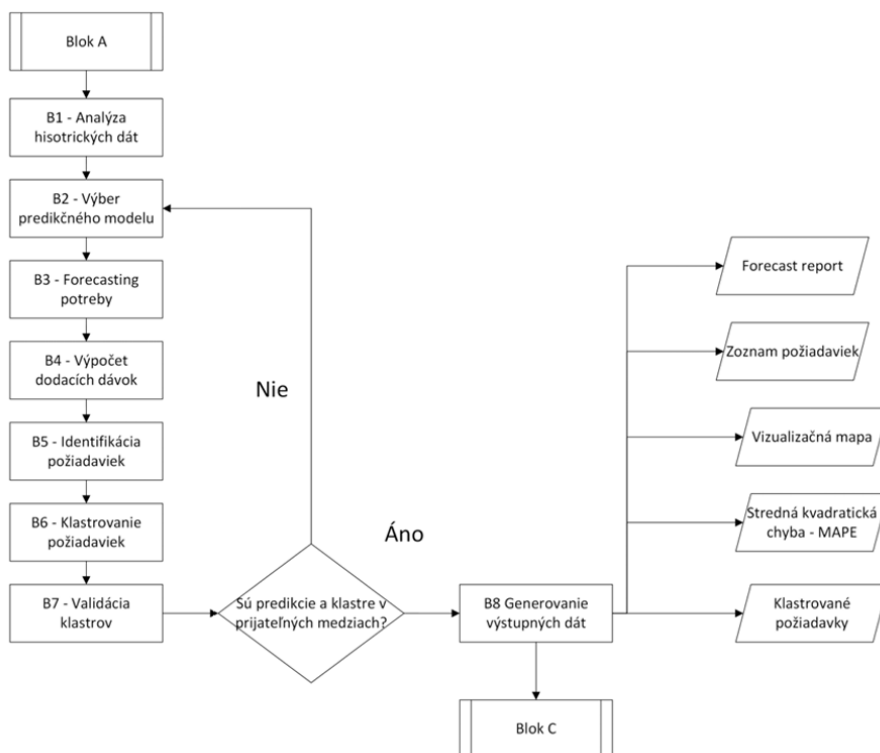 Blok A
B1 - Analýza
hisotrických dát
B2 - Výber
predikčného modelu
B3 - Forecasting
potreby
B4 - Výpočet
dodacích dávok
B5 - Identifikácia
požiadaviek
B6 - Klastrovanie
požiadaviek
B7 - Validácia
klastrov
Nie
Áno
Sú predikcie a klastre v
prijateľných medziach?
B8 Generovanie
výstupných dát
Blok C
Forecast report
Zoznam požiadaviek
Vizualizačná mapa
Stredná kvadratická
chyba - MAPE
Klastrované
požiadavky